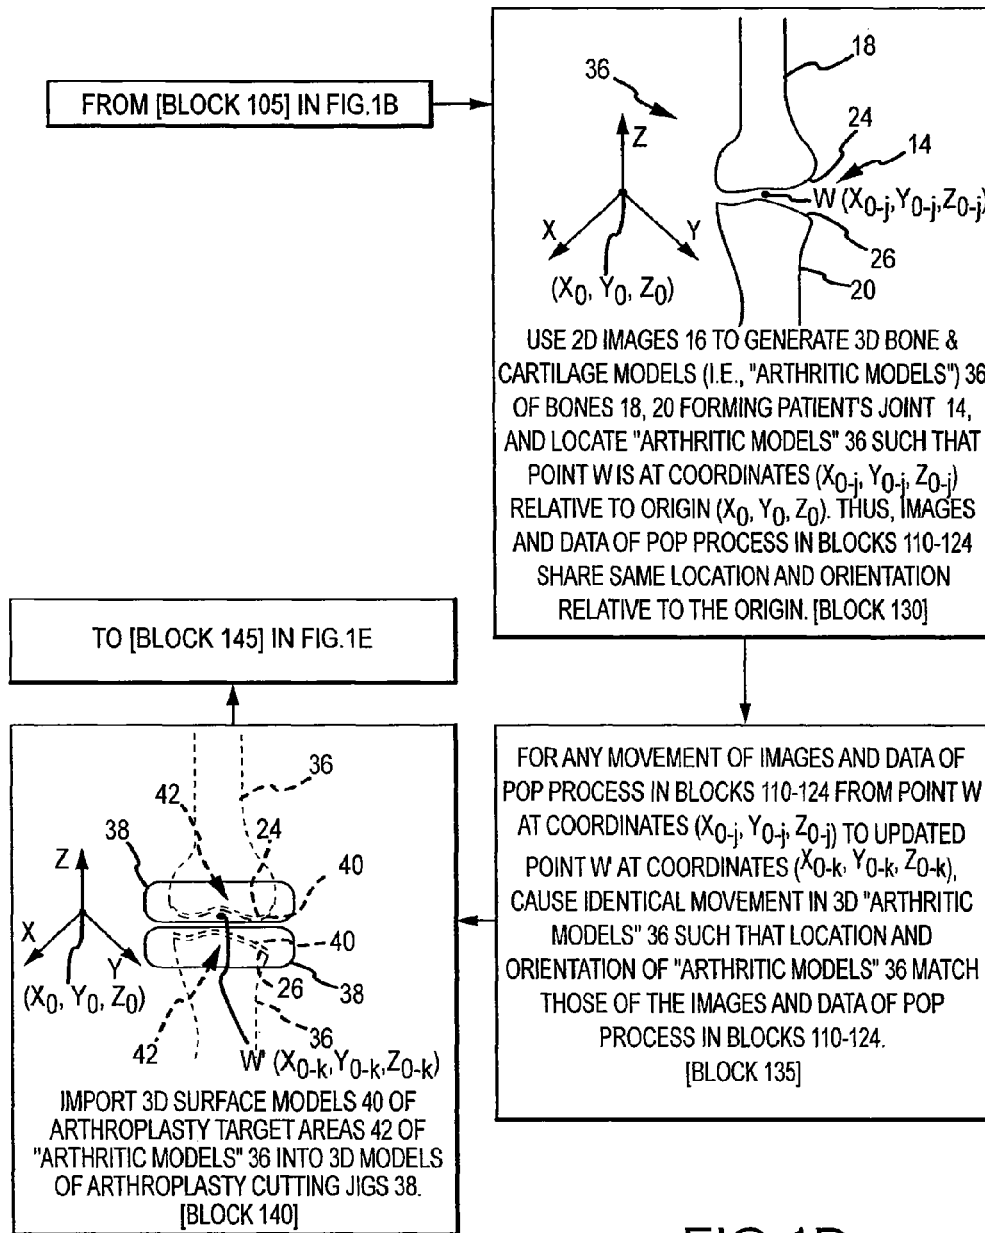 FROM [BLOCK 105] IN FIG.1B
18
36
24
14
Z
W (X0-j,Y0-j,Z0-j)
X
Y
26
(X0, Y0, Z0)
20
USE 2D IMAGES 16 TO GENERATE 3D BONE &
CARTILAGE MODELS (I.E., "ARTHRITIC MODELS") 36
OF BONES 18, 20 FORMING PATIENT'S JOINT 14,
AND LOCATE "ARTHRITIC MODELS" 36 SUCH THAT
POINT W IS AT COORDINATES (X0-j, Y0-j, Z0-j)
RELATIVE TO ORIGIN (X0, Y0, Z0). THUS, IMAGES
AND DATA OF POP PROCESS IN BLOCKS 110-124
SHARE SAME LOCATION AND ORIENTATION
RELATIVE TO THE ORIGIN. [BLOCK 130]
FOR ANY MOVEMENT OF IMAGES AND DATA OF
POP PROCESS IN BLOCKS 110-124 FROM POINT W
AT COORDINATES (X0-j, Y0-j, Z0-j) TO UPDATED
POINT W' AT COORDINATES (X0-k, Y0-k, Z0-k),
CAUSE IDENTICAL MOVEMENT IN 3D "ARTHRITIC
MODELS" 36 SUCH THAT LOCATION AND
ORIENTATION OF "ARTHRITIC MODELS" 36 MATCH
THOSE OF THE IMAGES AND DATA OF POP
PROCESS IN BLOCKS 110-124.
[BLOCK 135]
36
42
38
24
40
Z
X
Y
40
(X0, Y0, Z0)
26
38
42
36
W' (X0-k,Y0-k,Z0-k)
IMPORT 3D SURFACE MODELS 40 OF
ARTHROPLASTY TARGET AREAS 42 OF
"ARTHRITIC MODELS" 36 INTO 3D MODELS
OF ARTHROPLASTY CUTTING JIGS 38.
[BLOCK 140]
TO [BLOCK 145] IN FIG.1E